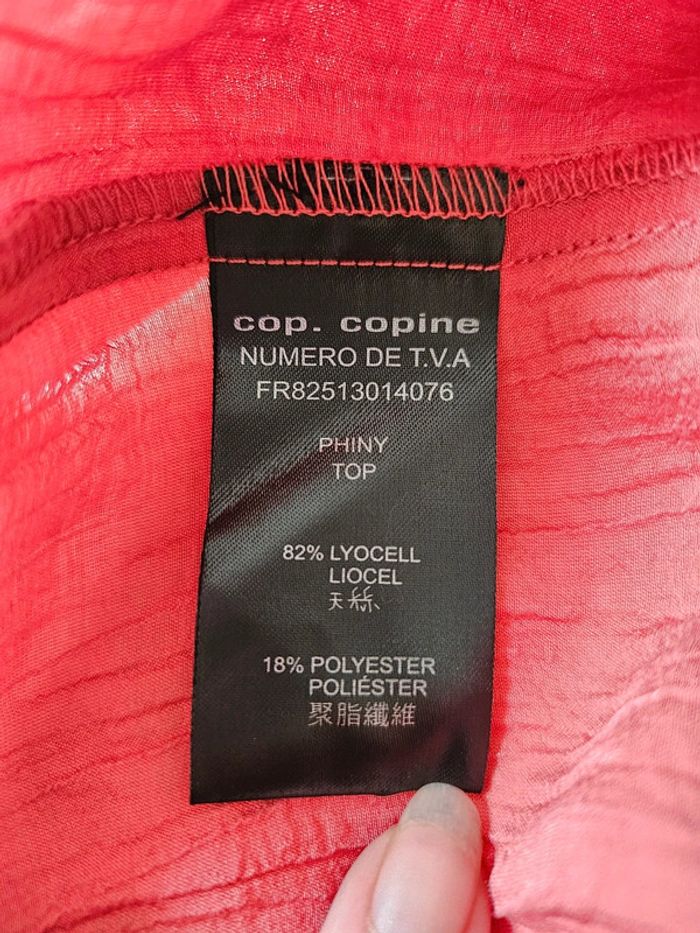 cop. copine
NUMERO DE T.V.A
FR82513014076
PHINY
TOP
82% LYOCELL
LIOCEL
天絲
18% POLYESTER
POLIÉSTER
聚脂纖維